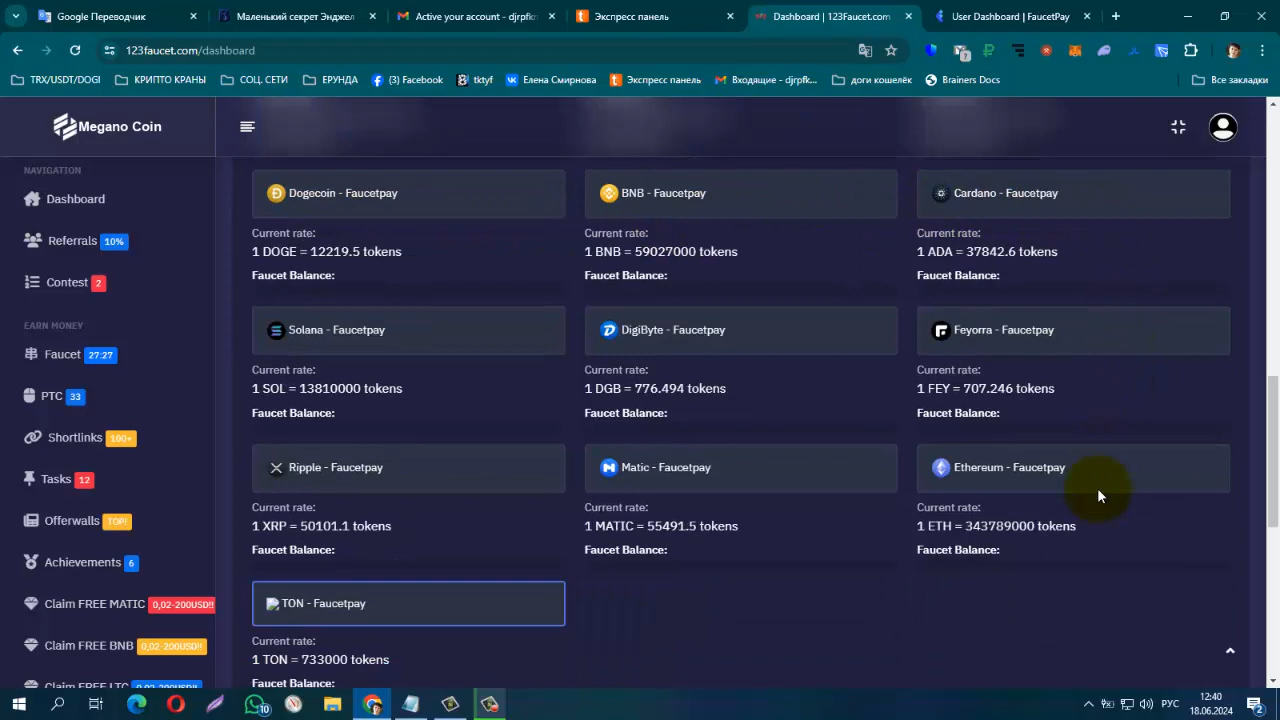 Google Переводчик
Маленький секрет Энджел
Active your account - djrpfk
Экспресс панель
Dashboard | 123Faucet.com
User Dashboard | FaucetPay
123faucet.com/dashboard
TRX/USDT/DOGI
КРИПТО КРАНЫ
СОЦ. СЕТИ
ЕРУНДА
(3) Facebook
tktyf
Елена Смирнова
Экспресс панель
Входящие - djrpfk...
доги кошелёк
Brainers Docs
Все закладки
Megano Coin
NAVIGATION
Dashboard
Referrals 10%
Contest 2
EARN MONEY
Faucet 27:27
PTC 33
Shortlinks 100+
Tasks 12
Offerwalls TOP!
Achievements 6
Claim FREE MATIC 0,02-200USD!!
Claim FREE BNB 0,02-200USD!!
Claim FREE LTC 0,02-200USD!!
Dogecoin - Faucetpay
Current rate:
1 DOGE = 12219.5 tokens
Faucet Balance:
BNB - Faucetpay
Current rate:
1 BNB = 59027000 tokens
Faucet Balance:
Cardano - Faucetpay
Current rate:
1 ADA = 37842.6 tokens
Faucet Balance:
Solana - Faucetpay
Current rate:
1 SOL = 13810000 tokens
Faucet Balance:
DigiByte - Faucetpay
Current rate:
1 DGB = 776.494 tokens
Faucet Balance:
Feyorra - Faucetpay
Current rate:
1 FEY = 707.246 tokens
Faucet Balance:
Ripple - Faucetpay
Current rate:
1 XRP = 50101.1 tokens
Faucet Balance:
Matic - Faucetpay
Current rate:
1 MATIC = 55491.5 tokens
Faucet Balance:
Ethereum - Faucetpay
Current rate:
1 ETH = 343789000 tokens
Faucet Balance:
TON - Faucetpay
Current rate:
1 TON = 733000 tokens
Faucet Balance:
10
РУС
12:40
18.06.2024
2